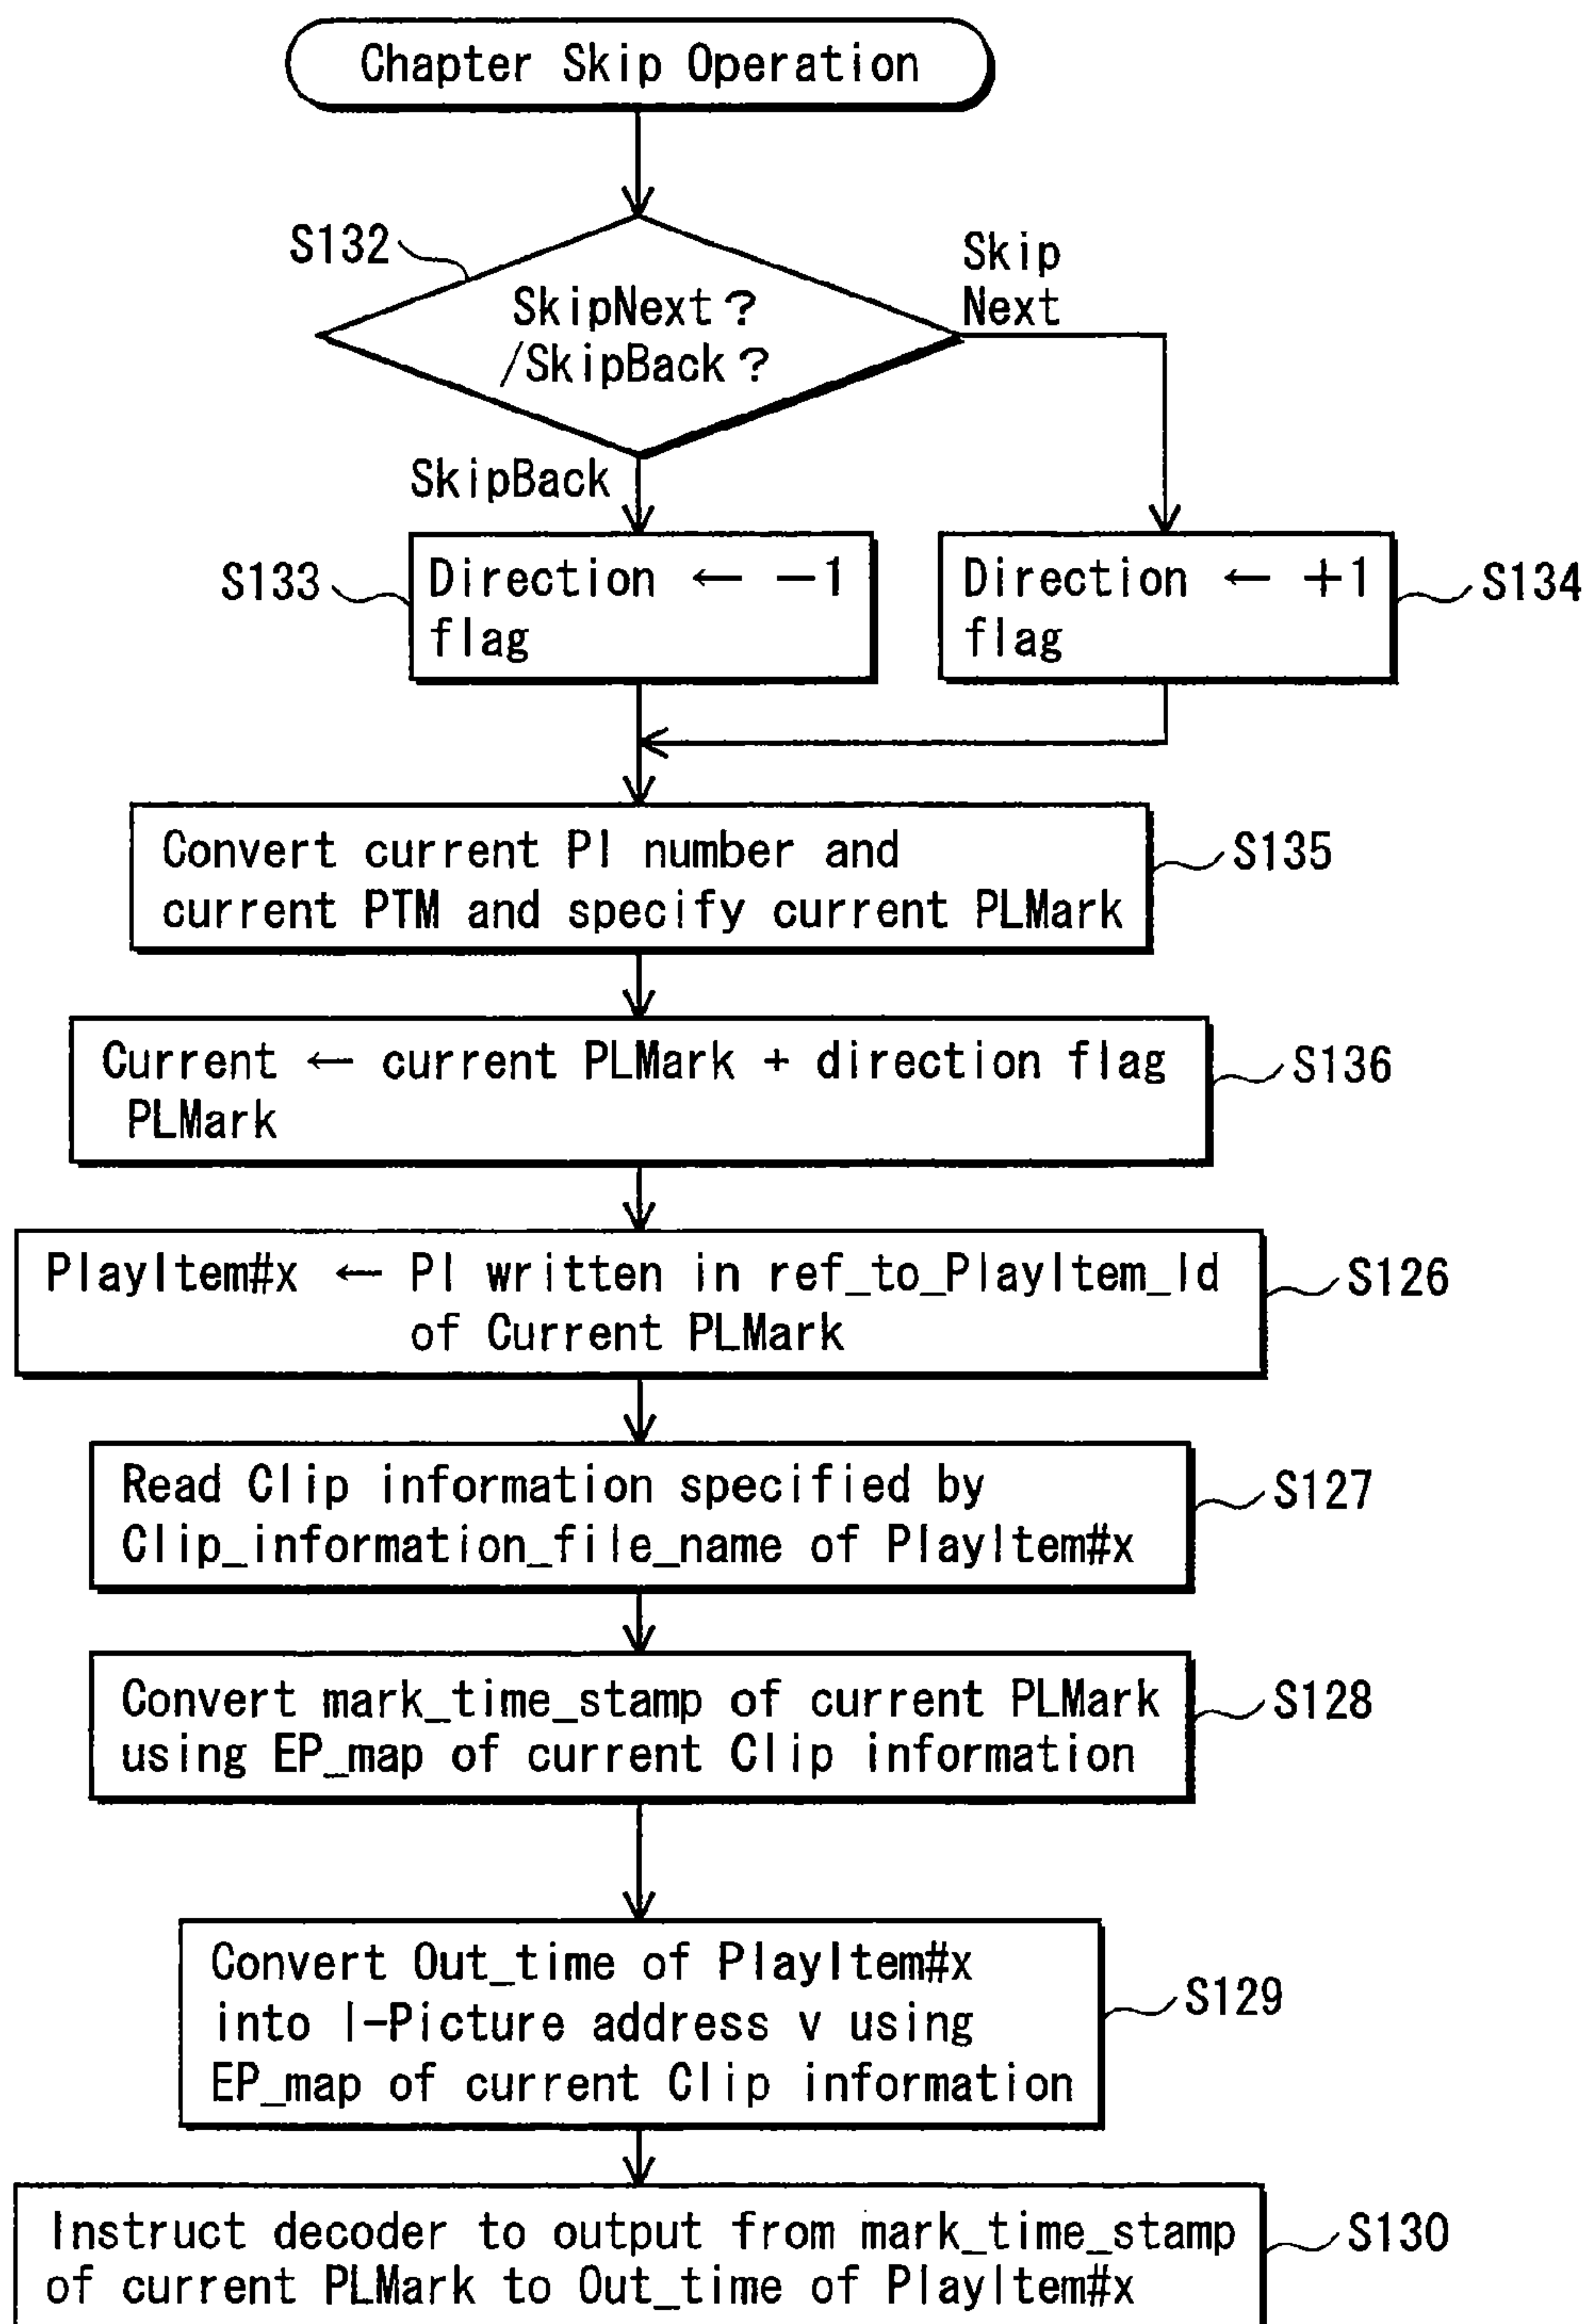 Chapter Skip Operation
S132
SkipNext?
/SkipBack?
Skip
Next
SkipBack
S133
Direction ← −1
flag
Direction ← +1
flag
S134
Convert current PI number and
current PTM and specify current PLMark
S135
Current ← current PLMark + direction flag
PLMark
S136
PlayItem#x ← PI written in ref_to_PlayItem_Id
of Current PLMark
S126
Read Clip information specified by
Clip_information_file_name of PlayItem#x
S127
Convert mark_time_stamp of current PLMark
using EP_map of current Clip information
S128
Convert Out_time of PlayItem#x
into I-Picture address v using
EP_map of current Clip information
S129
Instruct decoder to output from mark_time_stamp
of current PLMark to Out_time of PlayItem#x
S130